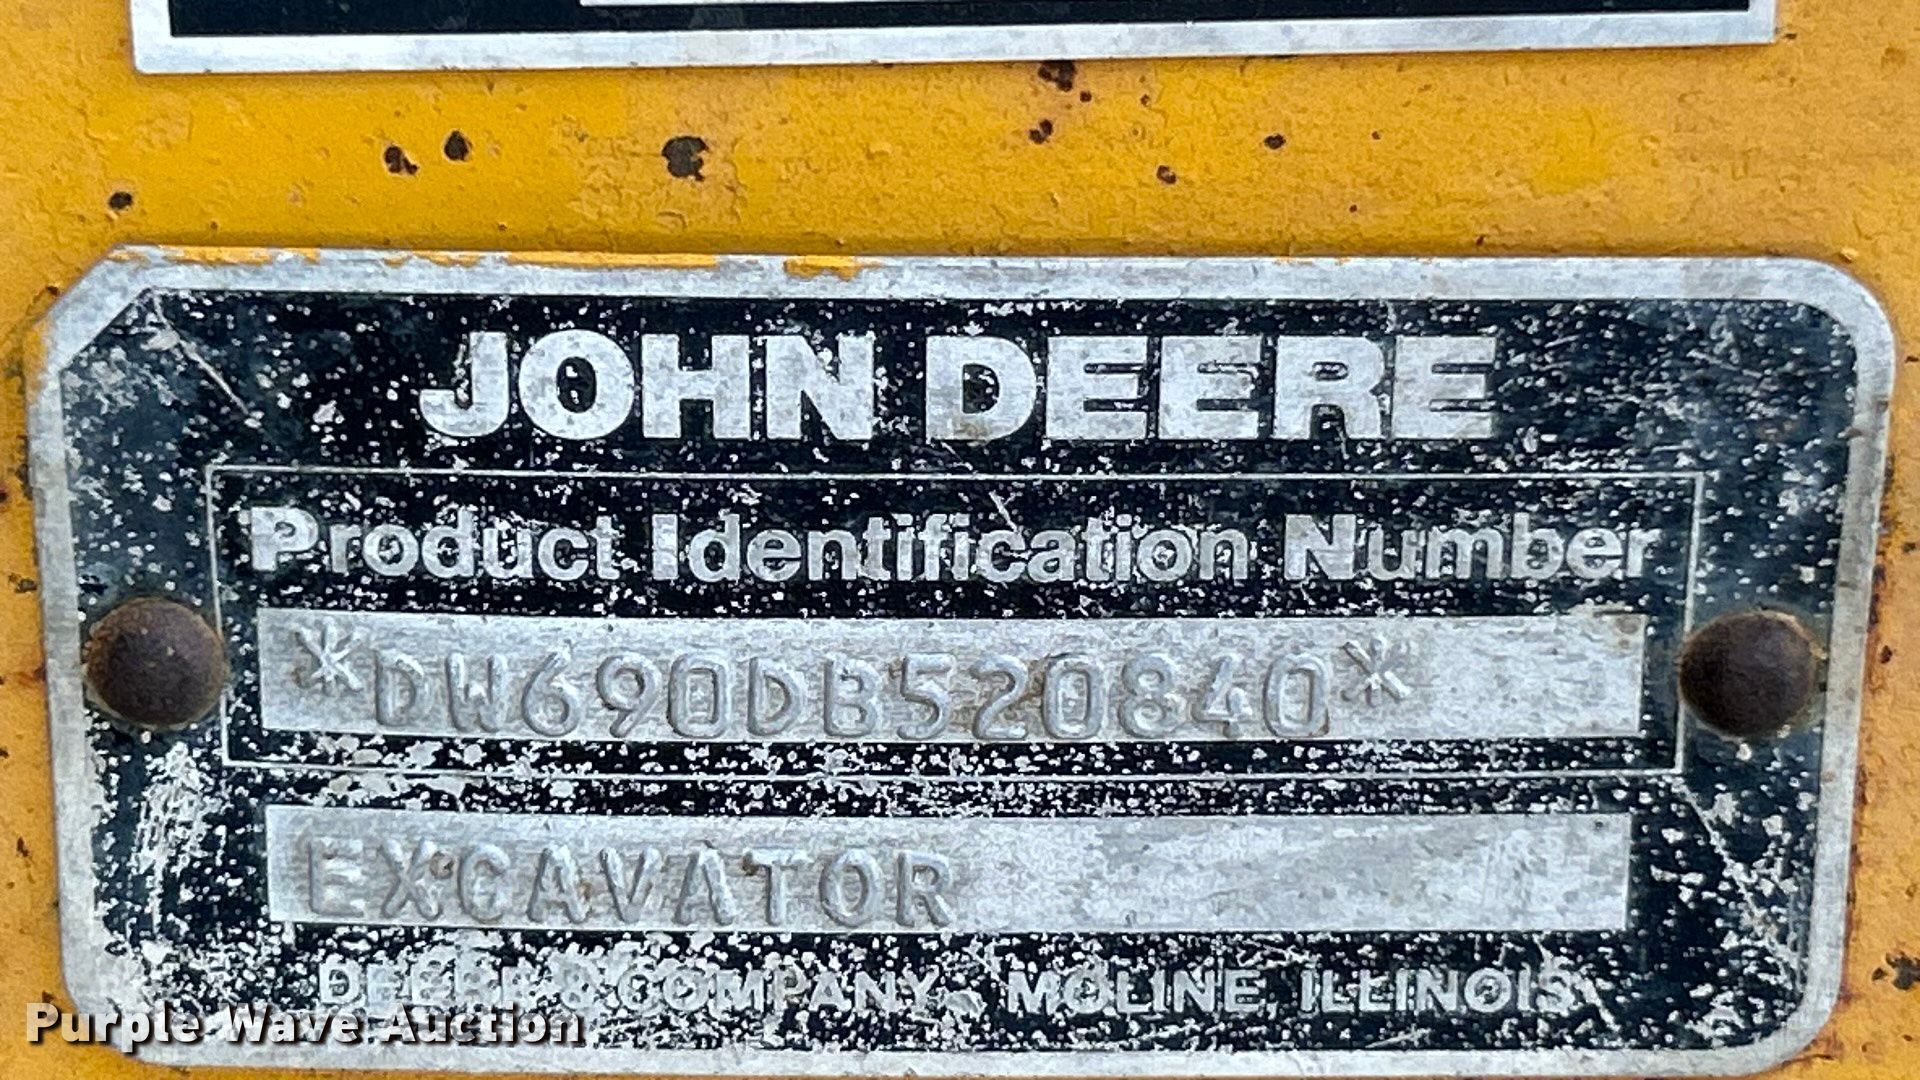 JOHN DEERE
Product Identification Number
*DW690DB520840*
EXCAVATOR
DEERE & COMPANY, MOLINE, ILLINOIS
Purple Wave Auction